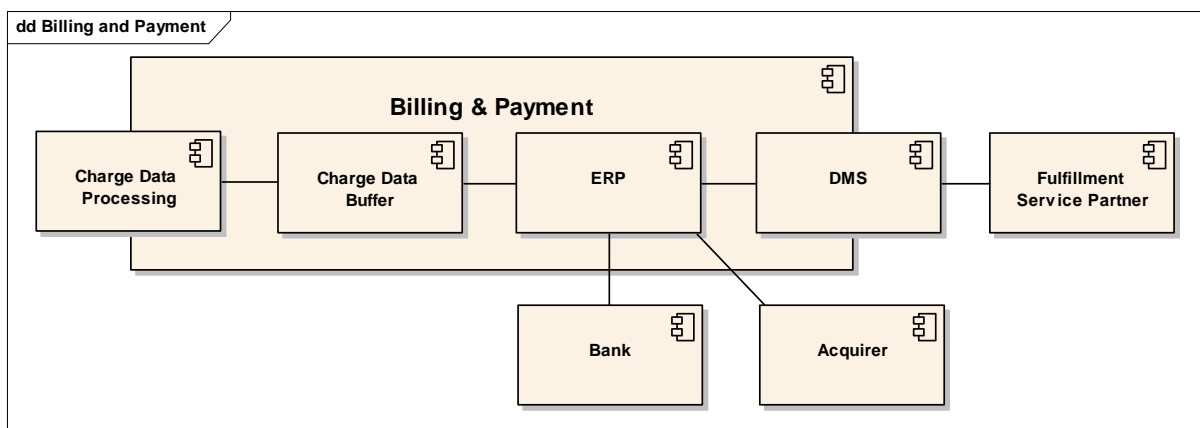 dd Billing and Payment
Billing & Payment
Charge Data
Processing
Charge Data
Buffer
ERP
DMS
Fulfillment
Service Partner
Bank
Acquirer